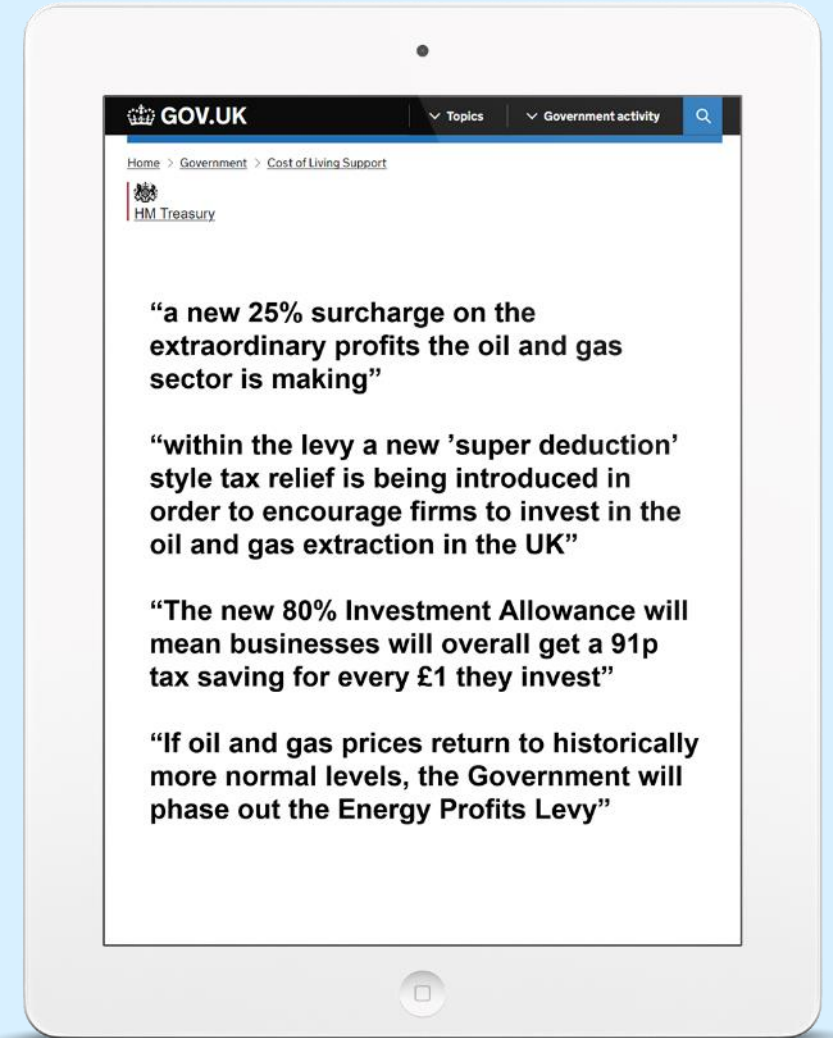 GOV.UK
Topics
Government activity
Home > Government > Cost of Living Support
HM Treasury
“a new 25% surcharge on the
extraordinary profits the oil and gas
sector is making”
“within the levy a new ’super deduction’
style tax relief is being introduced in
order to encourage firms to invest in the
oil and gas extraction in the UK”
“The new 80% Investment Allowance will
mean businesses will overall get a 91p
tax saving for every £1 they invest”
“If oil and gas prices return to historically
more normal levels, the Government will
phase out the Energy Profits Levy”